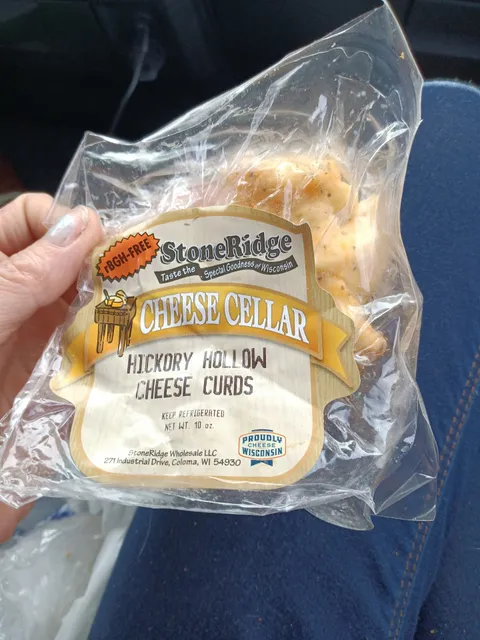 rBGH-FREE
StoneRidge
Taste the Special Goodness of Wisconsin
CHEESE CELLAR
HICKORY HOLLOW
CHEESE CURDS
KEEP REFRIGERATED
NET WT. 10 oz.
StoneRidge Wholesale LLC
271 Industrial Drive, Coloma, WI 54930
PROUDLY
WISCONSIN
CHEESE